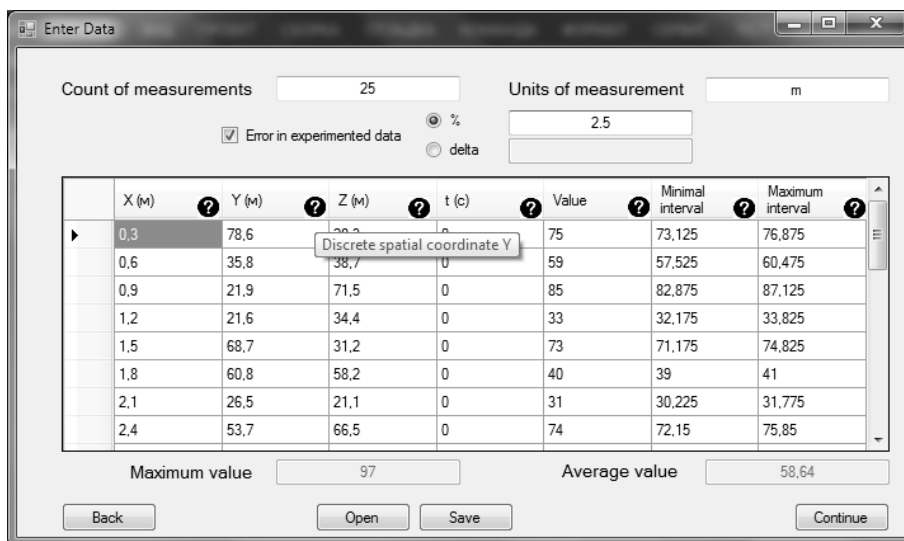 Enter Data
Count of measurements 25 Units of measurement m
Error in experimented data % 2.5
delta
X (м) ? Y (м) ? Z (м) ? t (с) ? Value ? Minimal interval ? Maximum interval ?
0,3 78,6 75 73,125 76,875
Discrete spatial coordinate Y
0,6 35,8 38,7 0 59 57,525 60,475
0,9 21,9 71,5 0 85 82,875 87,125
1,2 21,6 34,4 0 33 32,175 33,825
1,5 68,7 31,2 0 73 71,175 74,825
1,8 60,8 58,2 0 40 39 41
2,1 26,5 21,1 0 31 30,225 31,775
2,4 53,7 66,5 0 74 72,15 75,85
Maximum value 97 Average value 58,64
Back Open Save Continue